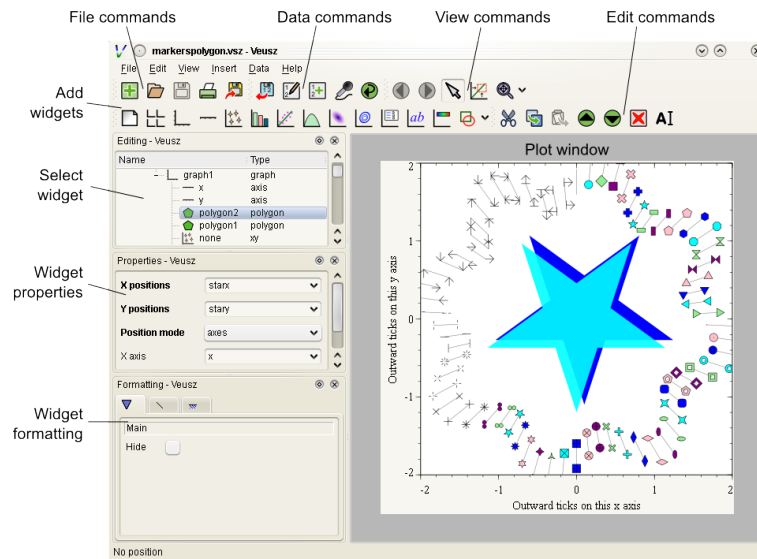 File commands
Data commands
View commands
Edit commands
markerspolygon.vsz - Veusz
File Edit View Insert Data Help
Add
widgets
ab
AI
Editing - Veusz
Name Type
graph1 graph
x axis
y axis
polygon2 polygon
polygon1 polygon
none xy
Select
widget
Properties - Veusz
X positions starx
Y positions stary
Position mode axes
X axis x
Widget
properties
Formatting - Veusz
Main
Hide
Widget
formatting
No position
Plot window
Outward ticks on this y axis
2
1
0
-1
-2
-2 -1 0 1 2
Outward ticks on this x axis